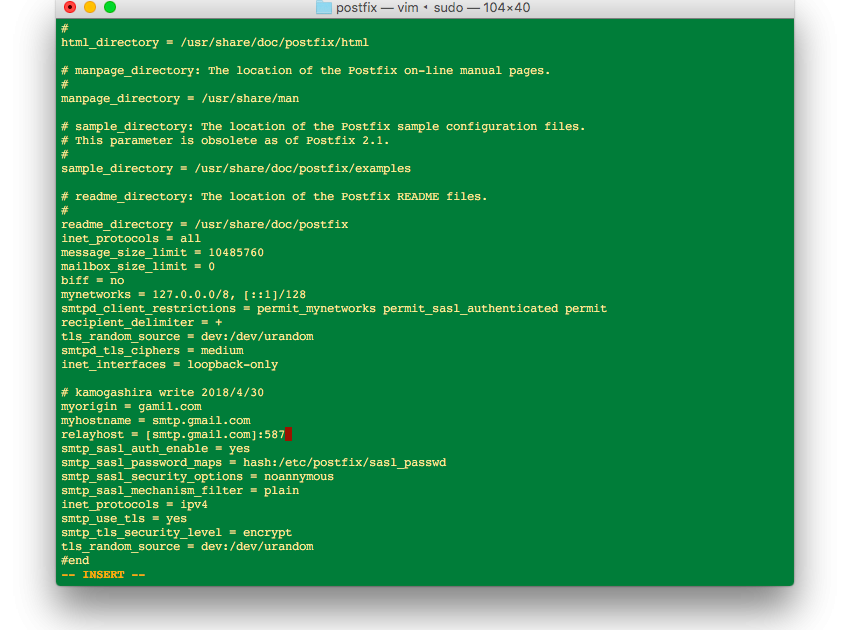 postfix — vim ‹ sudo — 104×40
#
html_directory = /usr/share/doc/postfix/html
# manpage_directory: The location of the Postfix on-line manual pages.
#
manpage_directory = /usr/share/man
# sample_directory: The location of the Postfix sample configuration files.
# This parameter is obsolete as of Postfix 2.1.
#
sample_directory = /usr/share/doc/postfix/examples
# readme_directory: The location of the Postfix README files.
#
readme_directory = /usr/share/doc/postfix
inet_protocols = all
message_size_limit = 10485760
mailbox_size_limit = 0
biff = no
mynetworks = 127.0.0.0/8, [::1]/128
smtpd_client_restrictions = permit_mynetworks permit_sasl_authenticated permit
recipient_delimiter = +
tls_random_source = dev:/dev/urandom
smtpd_tls_ciphers = medium
inet_interfaces = loopback-only
# kamogashira write 2018/4/30
myorigin = gamil.com
myhostname = smtp.gmail.com
relayhost = [smtp.gmail.com]:587
smtp_sasl_auth_enable = yes
smtp_sasl_password_maps = hash:/etc/postfix/sasl_passwd
smtp_sasl_security_options = noannymous
smtp_sasl_mechanism_filter = plain
inet_protocols = ipv4
smtp_use_tls = yes
smtp_tls_security_level = encrypt
tls_random_source = dev:/dev/urandom
#end
-- INSERT --